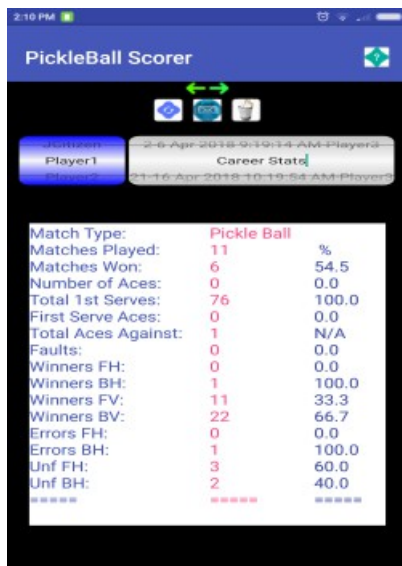 2:10 PM
PickleBall Scorer
JCitizen
2-6 Apr 2018 9:19:14 AM-Player3
Player1
Career Stats
Player2
21-16 Apr 2018 10:19:54 AM-Player3
Match Type: Pickle Ball
Matches Played: 11 %
Matches Won: 6 54.5
Number of Aces: 0 0.0
Total 1st Serves: 76 100.0
First Serve Aces: 0 0.0
Total Aces Against: 1 N/A
Faults: 0 0.0
Winners FH: 0 0.0
Winners BH: 1 100.0
Winners FV: 11 33.3
Winners BV: 22 66.7
Errors FH: 0 0.0
Errors BH: 1 100.0
Unf FH: 3 60.0
Unf BH: 2 40.0
===== ===== =====